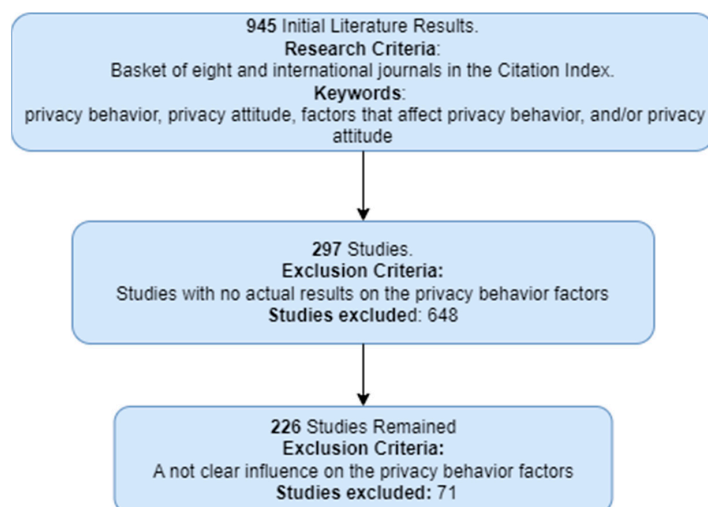 945 Initial Literature Results.
Research Criteria:
Basket of eight and international journals in the Citation Index.
Keywords:
privacy behavior, privacy attitude, factors that affect privacy behavior, and/or privacy
attitude
297 Studies.
Exclusion Criteria:
Studies with no actual results on the privacy behavior factors
Studies excluded: 648
226 Studies Remained
Exclusion Criteria:
A not clear influence on the privacy behavior factors
Studies excluded: 71